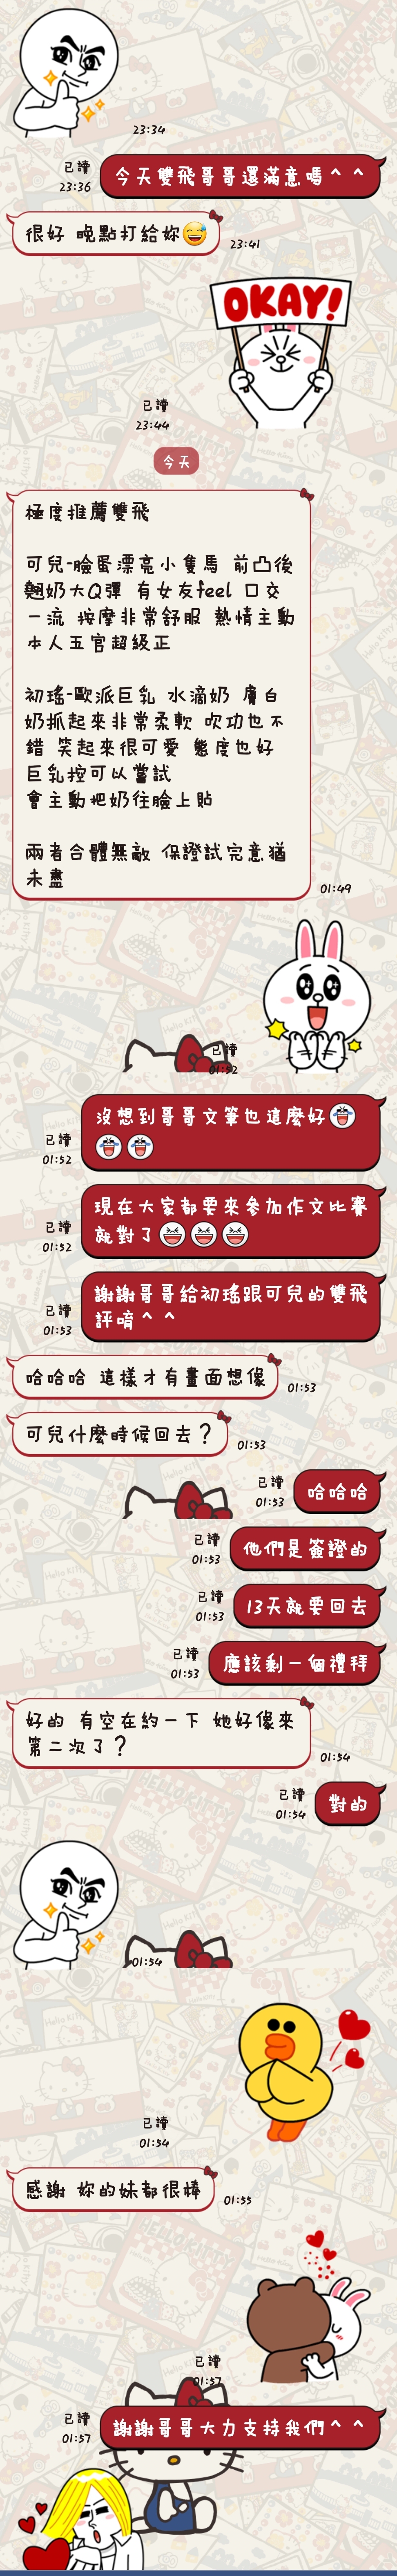 23:34
已讀
23:36
今天雙飛哥哥還滿意嗎^ ^
很好 晚點打給妳😅
23:41
OKAY!
已讀
23:44
今天
極度推薦雙飛
可兒-臉蛋漂亮小隻馬 前凸後
翹奶大Q彈 有女友feel 口交
一流 按摩非常舒服 熱情主動
本人五官超級正
初瑤-歐派巨乳 水滴奶 膚白
奶抓起來非常柔軟 吹功也不
錯 笑起來很可愛 態度也好
巨乳控可以嘗試
會主動把奶往臉上貼
兩者合體無敵 保證試完意猶
未盡
01:49
已讀
01:52
沒想到哥哥文筆也這麼好😂
😂😂
已讀
01:52
現在大家都要來參加作文比賽
就對了😆😆😆
已讀
01:52
謝謝哥哥給初瑤跟可兒的雙飛
評唷^ ^
已讀
01:53
哈哈哈 這樣才有畫面想像
01:53
可兒什麼時候回去?
01:53
已讀
01:53
哈哈哈
已讀
01:53
他們是簽證的
已讀
01:53
13天就要回去
已讀
01:53
應該剩一個禮拜
好的 有空在約一下 她好像來
第二次了?
01:54
已讀
01:54
對的
01:54
已讀
01:54
感謝 妳的妹都很棒
01:55
已讀
01:57
已讀
01:57
謝謝哥哥大力支持我們^ ^